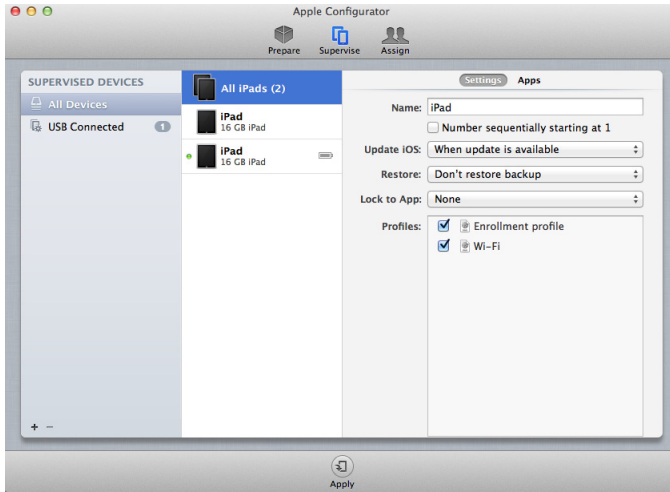 Apple Configurator
Prepare Supervise Assign
SUPERVISED DEVICES
All Devices
USB Connected 1
All iPads (2)
iPad
16 GB iPad
iPad
16 GB iPad
Settings Apps
Name: iPad
Number sequentially starting at 1
Update iOS: When update is available
Restore: Don't restore backup
Lock to App: None
Profiles: Enrollment profile
Wi-Fi
+ −
Apply